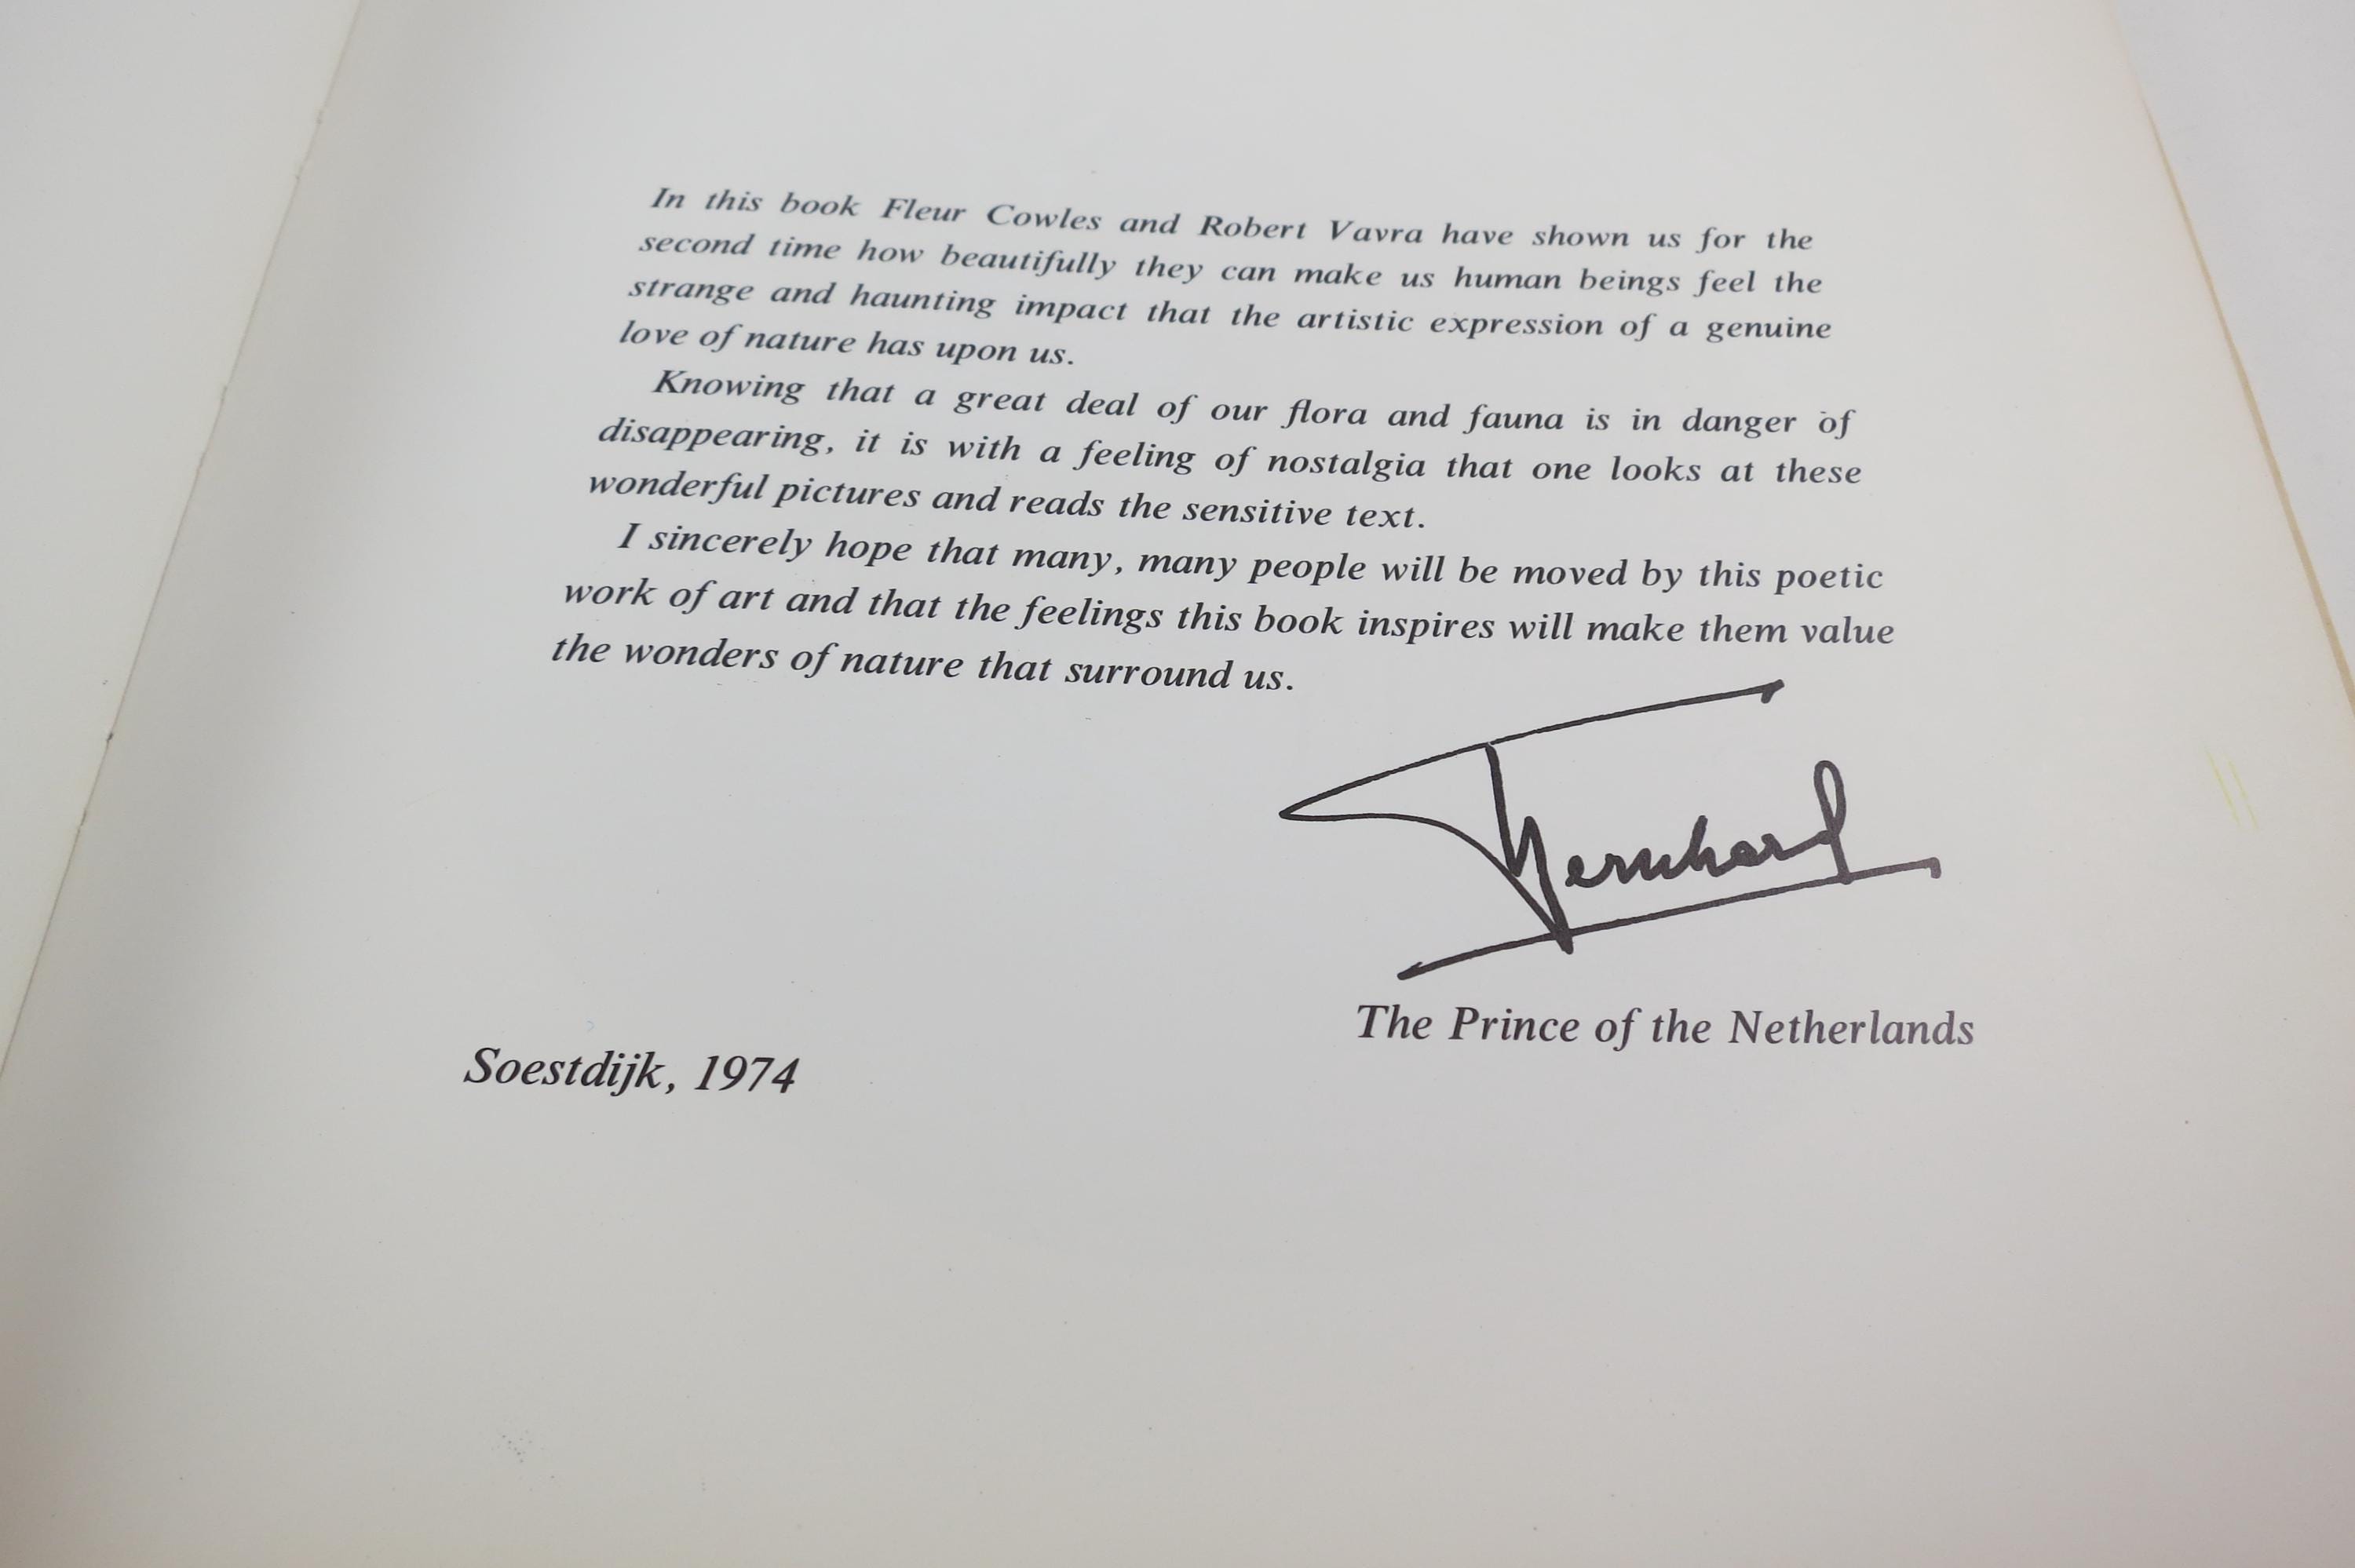 In this book Fleur Cowles and Robert Vavra have shown us for the
second time how beautifully they can make us human beings feel the
strange and haunting impact that the artistic expression of a genuine
love of nature has upon us.
Knowing that a great deal of our flora and fauna is in danger of
disappearing, it is with a feeling of nostalgia that one looks at these
wonderful pictures and reads the sensitive text.
I sincerely hope that many, many people will be moved by this poetic
work of art and that the feelings this book inspires will make them value
the wonders of nature that surround us.
Bernhard
The Prince of the Netherlands
Soestdijk, 1974